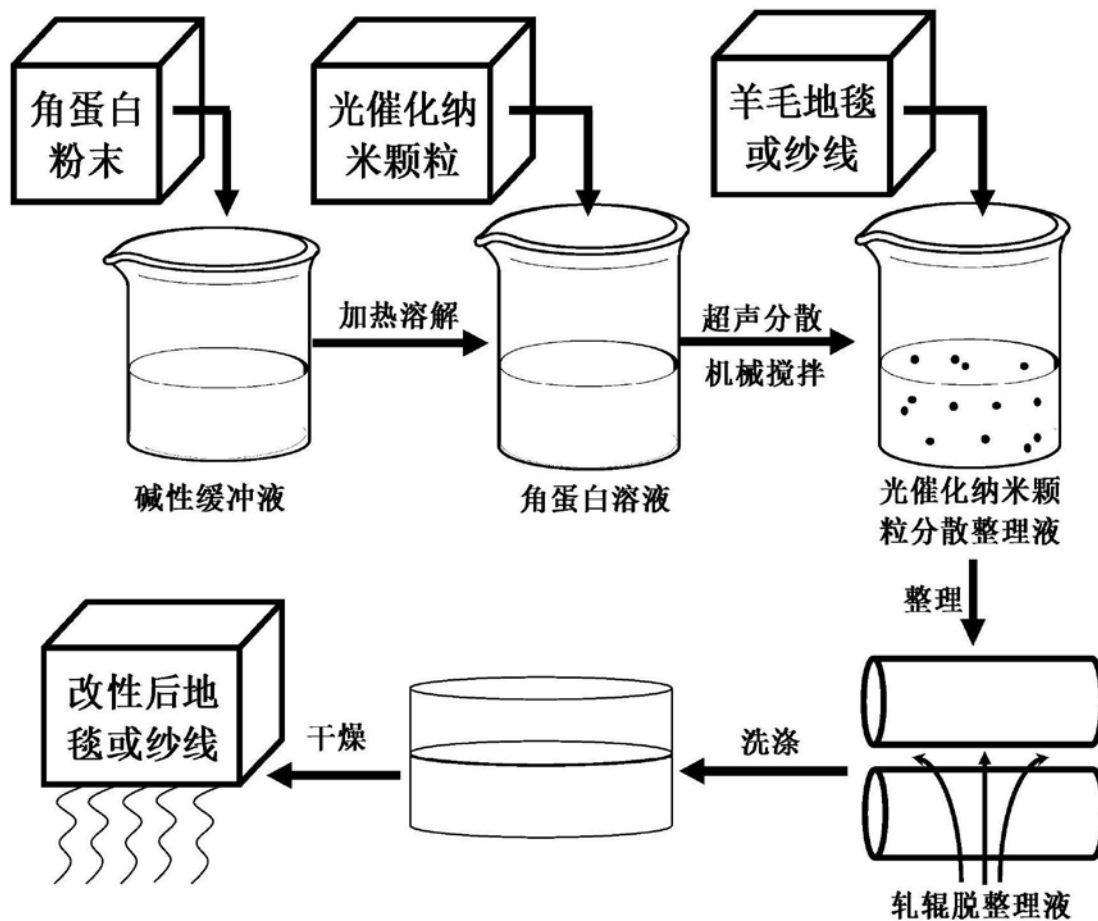 角蛋白
粉末
光催化纳
米颗粒
羊毛地毯
或纱线
加热溶解
超声分散
机械搅拌
碱性缓冲液
角蛋白溶液
光催化纳米颗
粒分散整理液
整理
改性后地
毯或纱线
干燥
洗涤
轧辊脱整理液